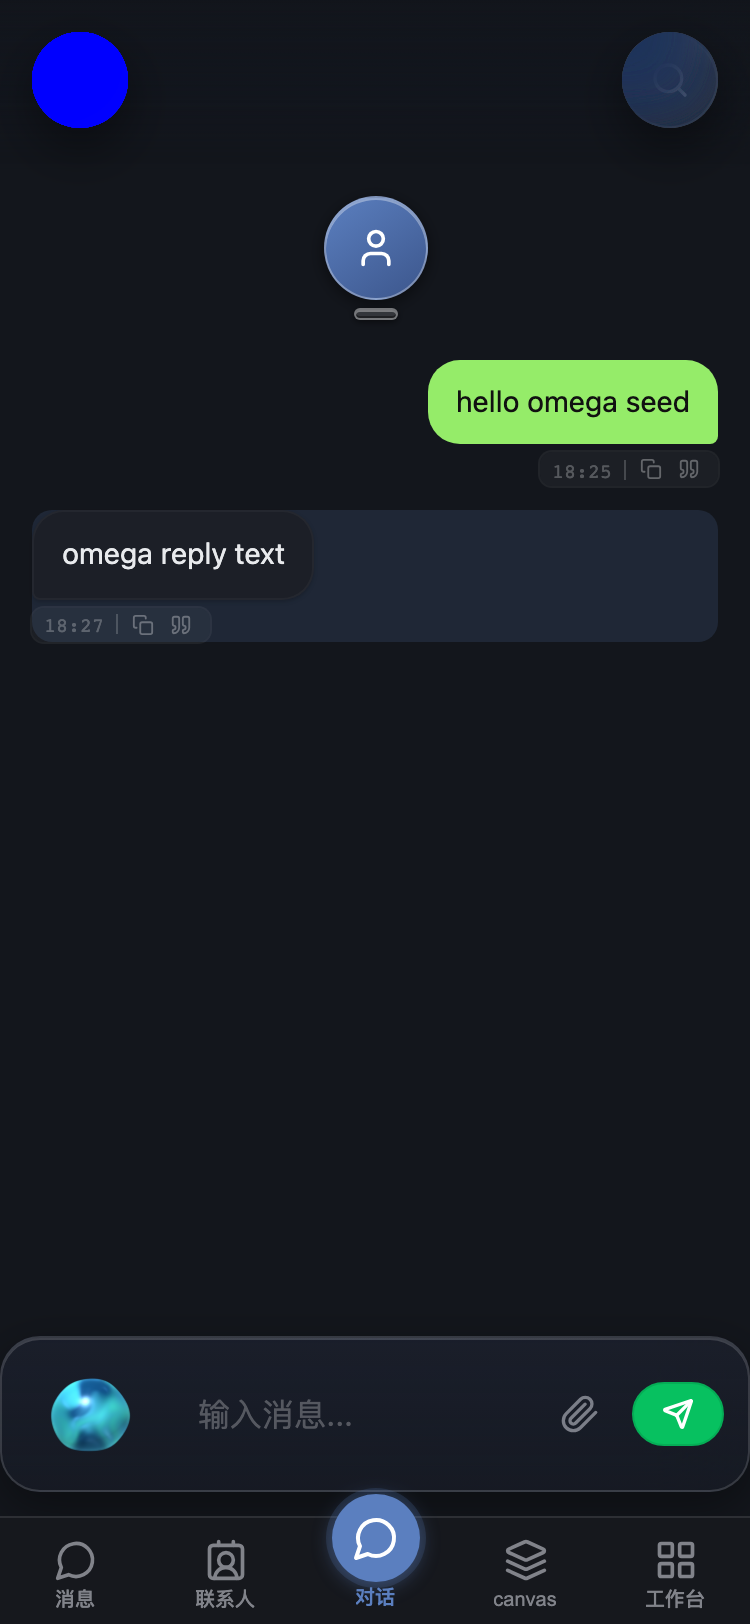 hello omega seed
18:25
omega reply text
18:27
输入消息...
消息
联系人
对话
canvas
工作台